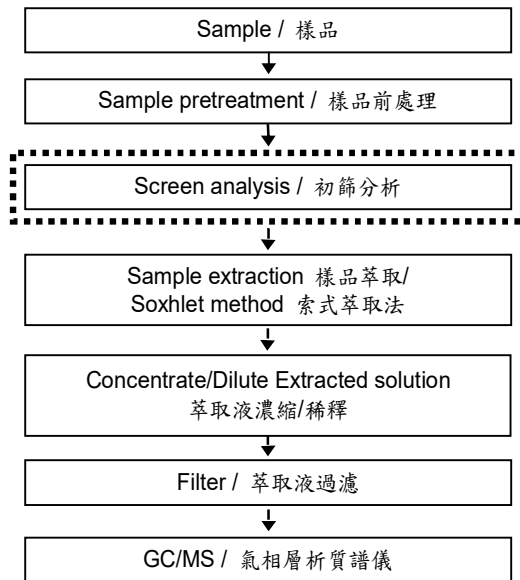 Sample / 樣品
Sample pretreatment / 樣品前處理
Screen analysis / 初篩分析
Sample extraction 樣品萃取/
Soxhlet method 索式萃取法
Concentrate/Dilute Extracted solution
萃取液濃縮/稀釋
Filter / 萃取液過濾
GC/MS / 氣相層析質譜儀